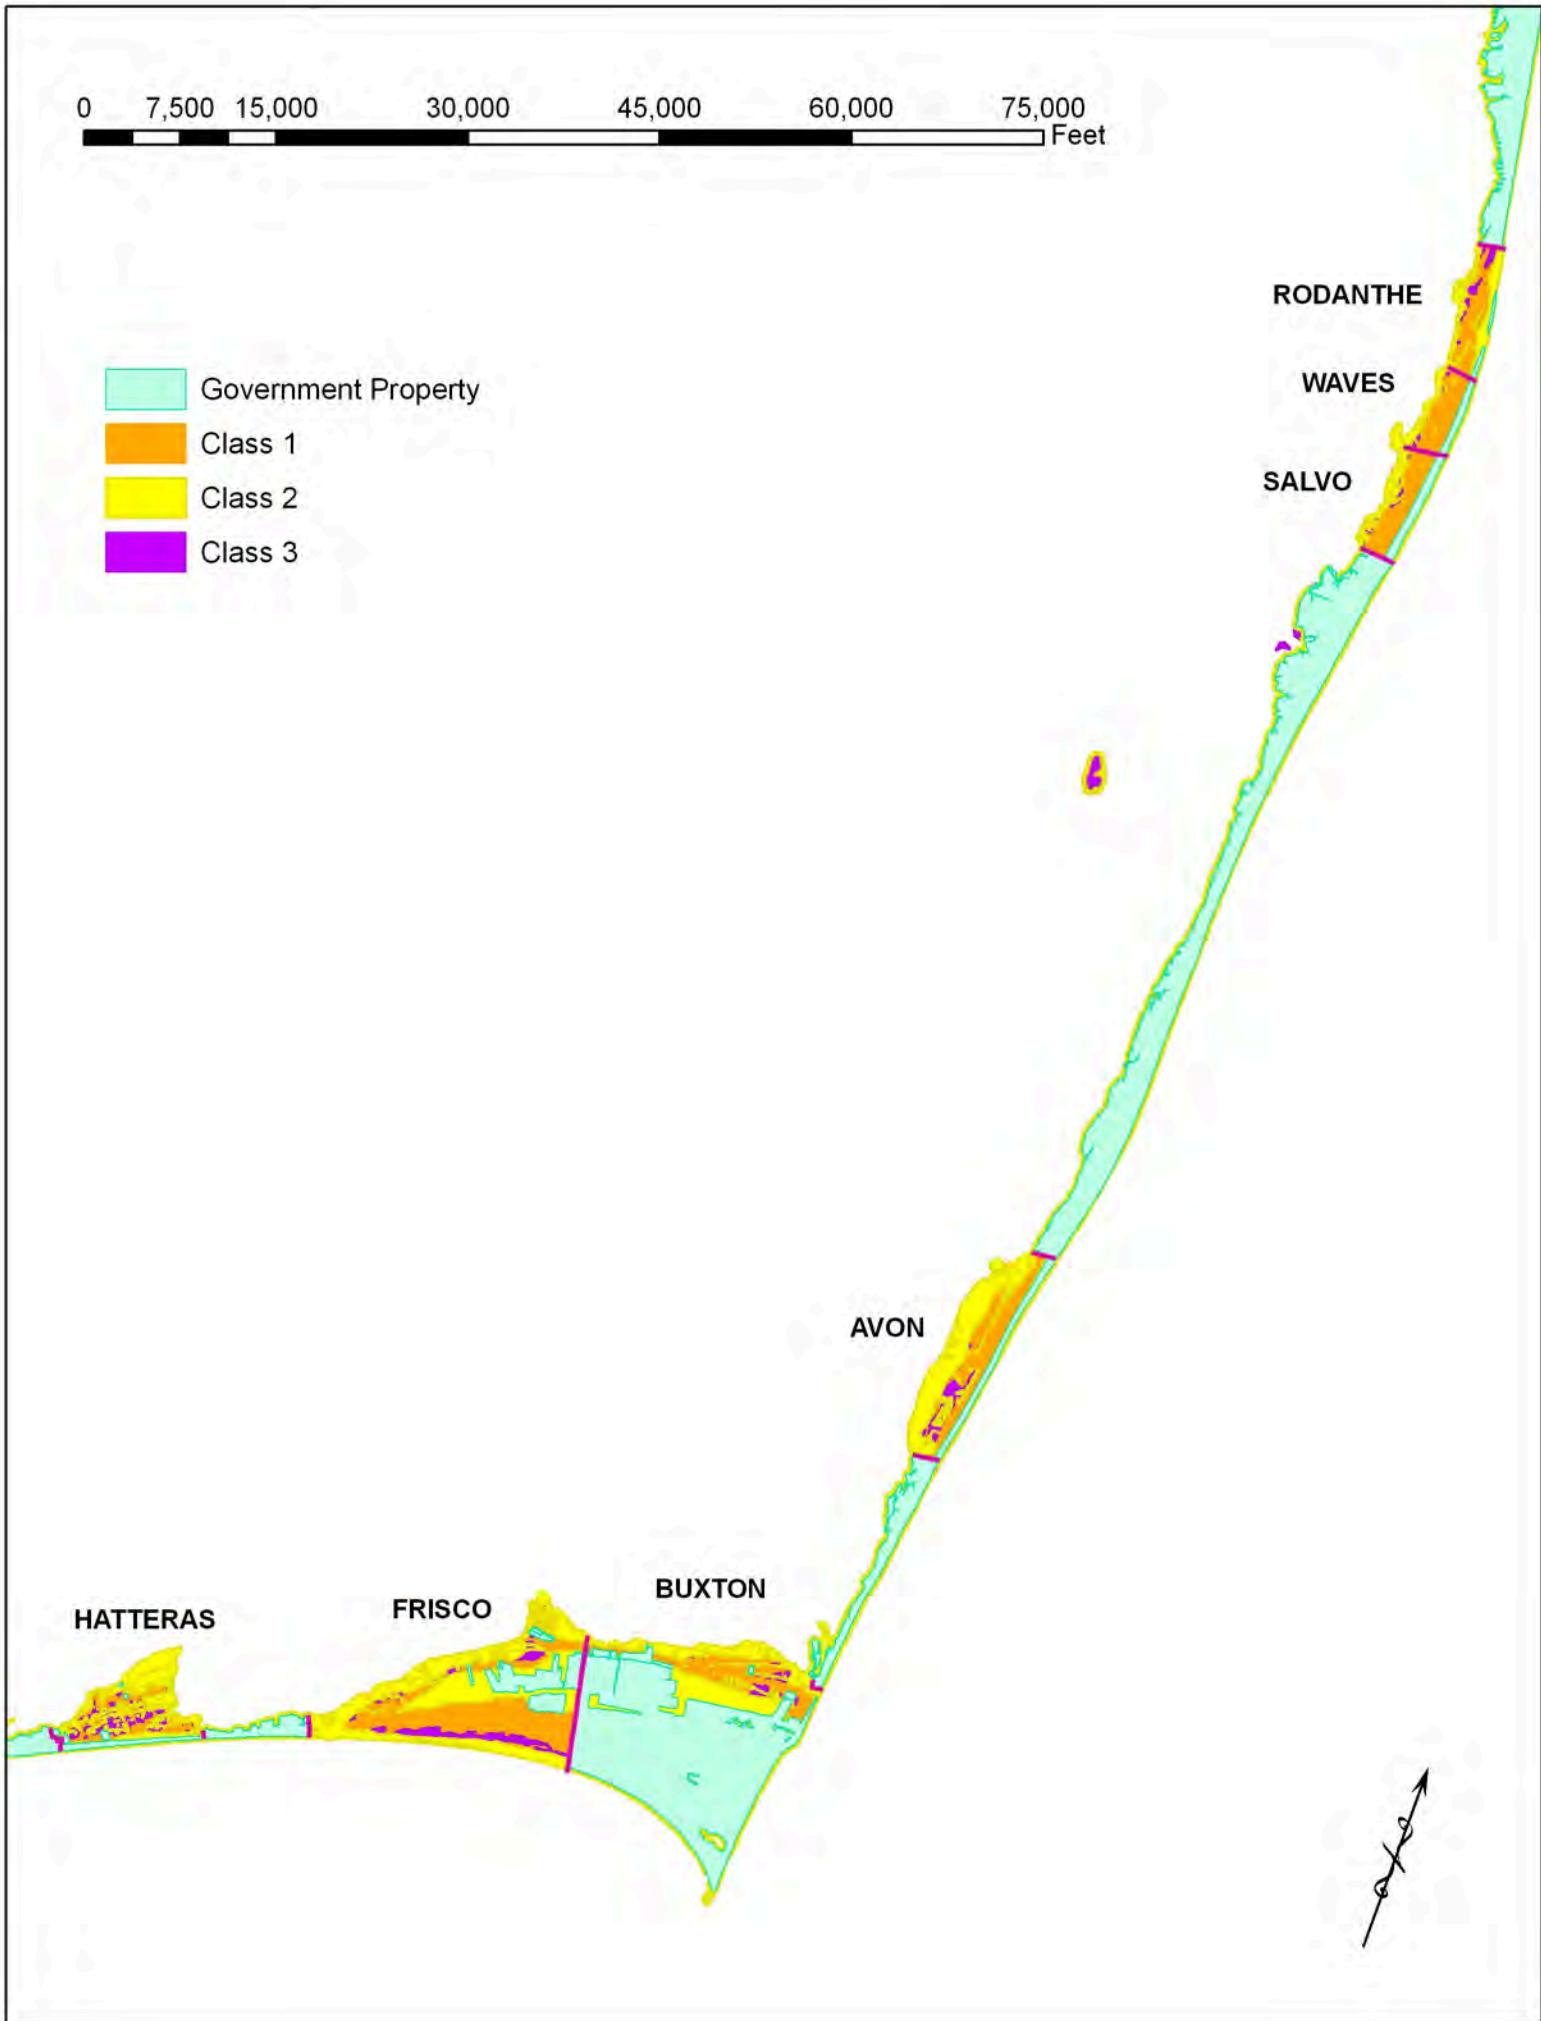 0 7,500 15,000 30,000 45,000 60,000 75,000
Feet
RODANTHE
WAVES
SALVO
Government Property
Class 1
Class 2
Class 3
AVON
BUXTON
FRISCO
HATTERAS